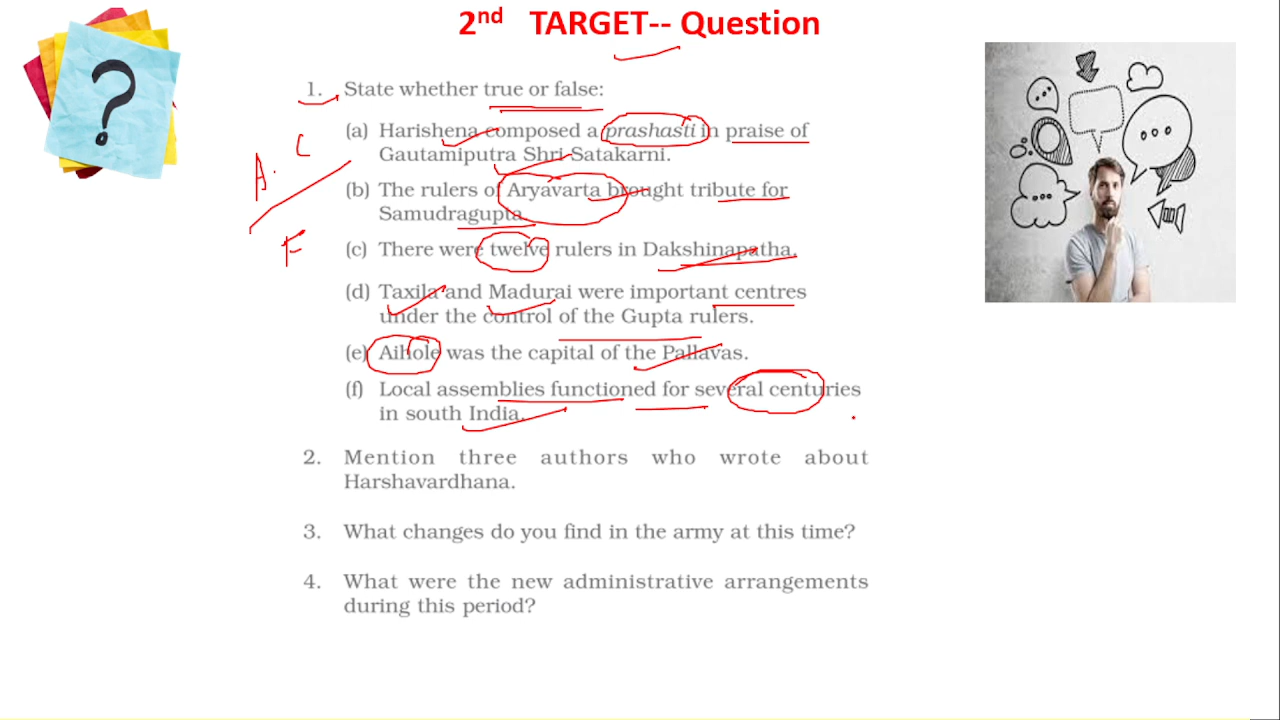 2nd TARGET-- Question
1. State whether true or false:
(a) Harishena composed a prashasti in praise of
Gautamiputra Shri Satakarni.
(b) The rulers of Aryavarta brought tribute for
Samudragupta.
(c) There were twelve rulers in Dakshinapatha.
(d) Taxila and Madurai were important centres
under the control of the Gupta rulers.
(e) Aihole was the capital of the Pallavas.
(f) Local assemblies functioned for several centuries
in south India.
2. Mention three authors who wrote about
Harshavardhana.
3. What changes do you find in the army at this time?
4. What were the new administrative arrangements
during this period?
A. C
F